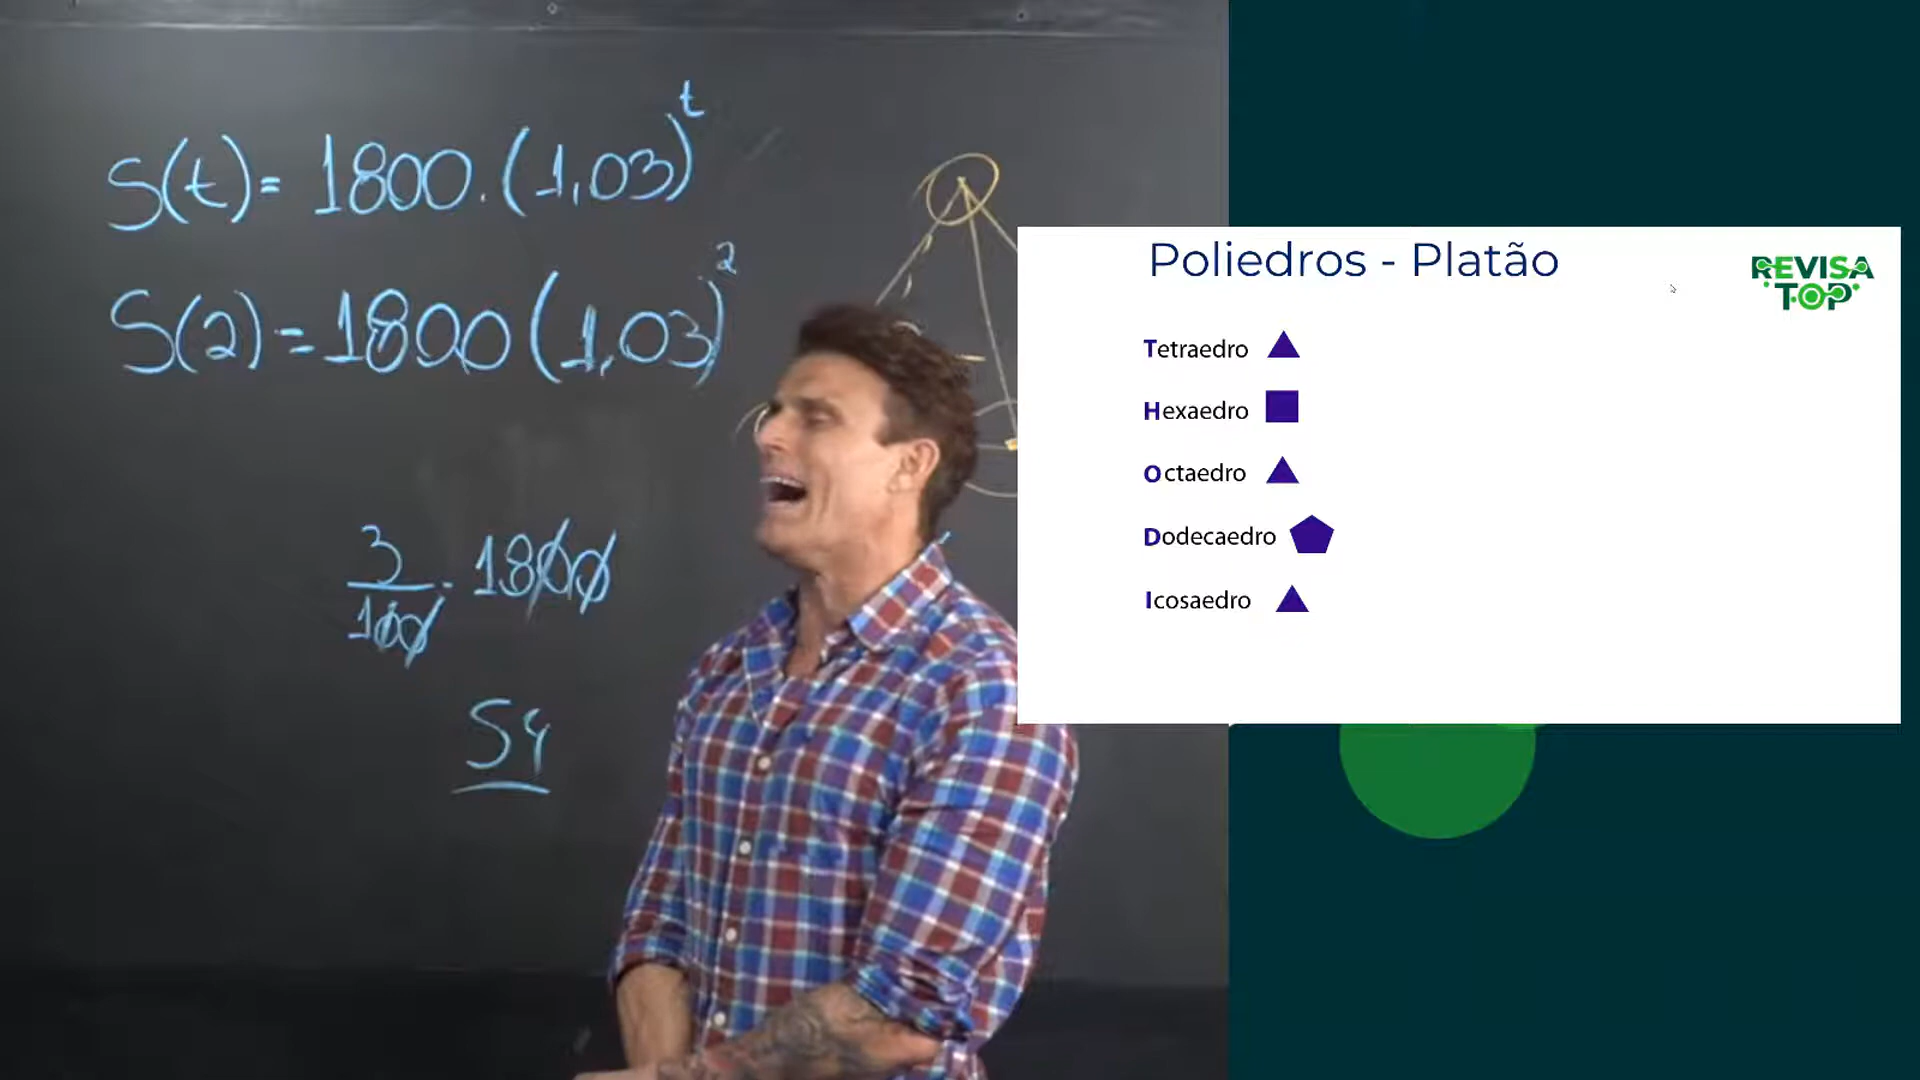 S(t) = 1800.(1,03)^t
S(2) = 1800(1,03)^2
3/100 . 1800
54
Poliedros - Platão
REVISA
TOP
Tetraedro
Hexaedro
Octaedro
Dodecaedro
Icosaedro